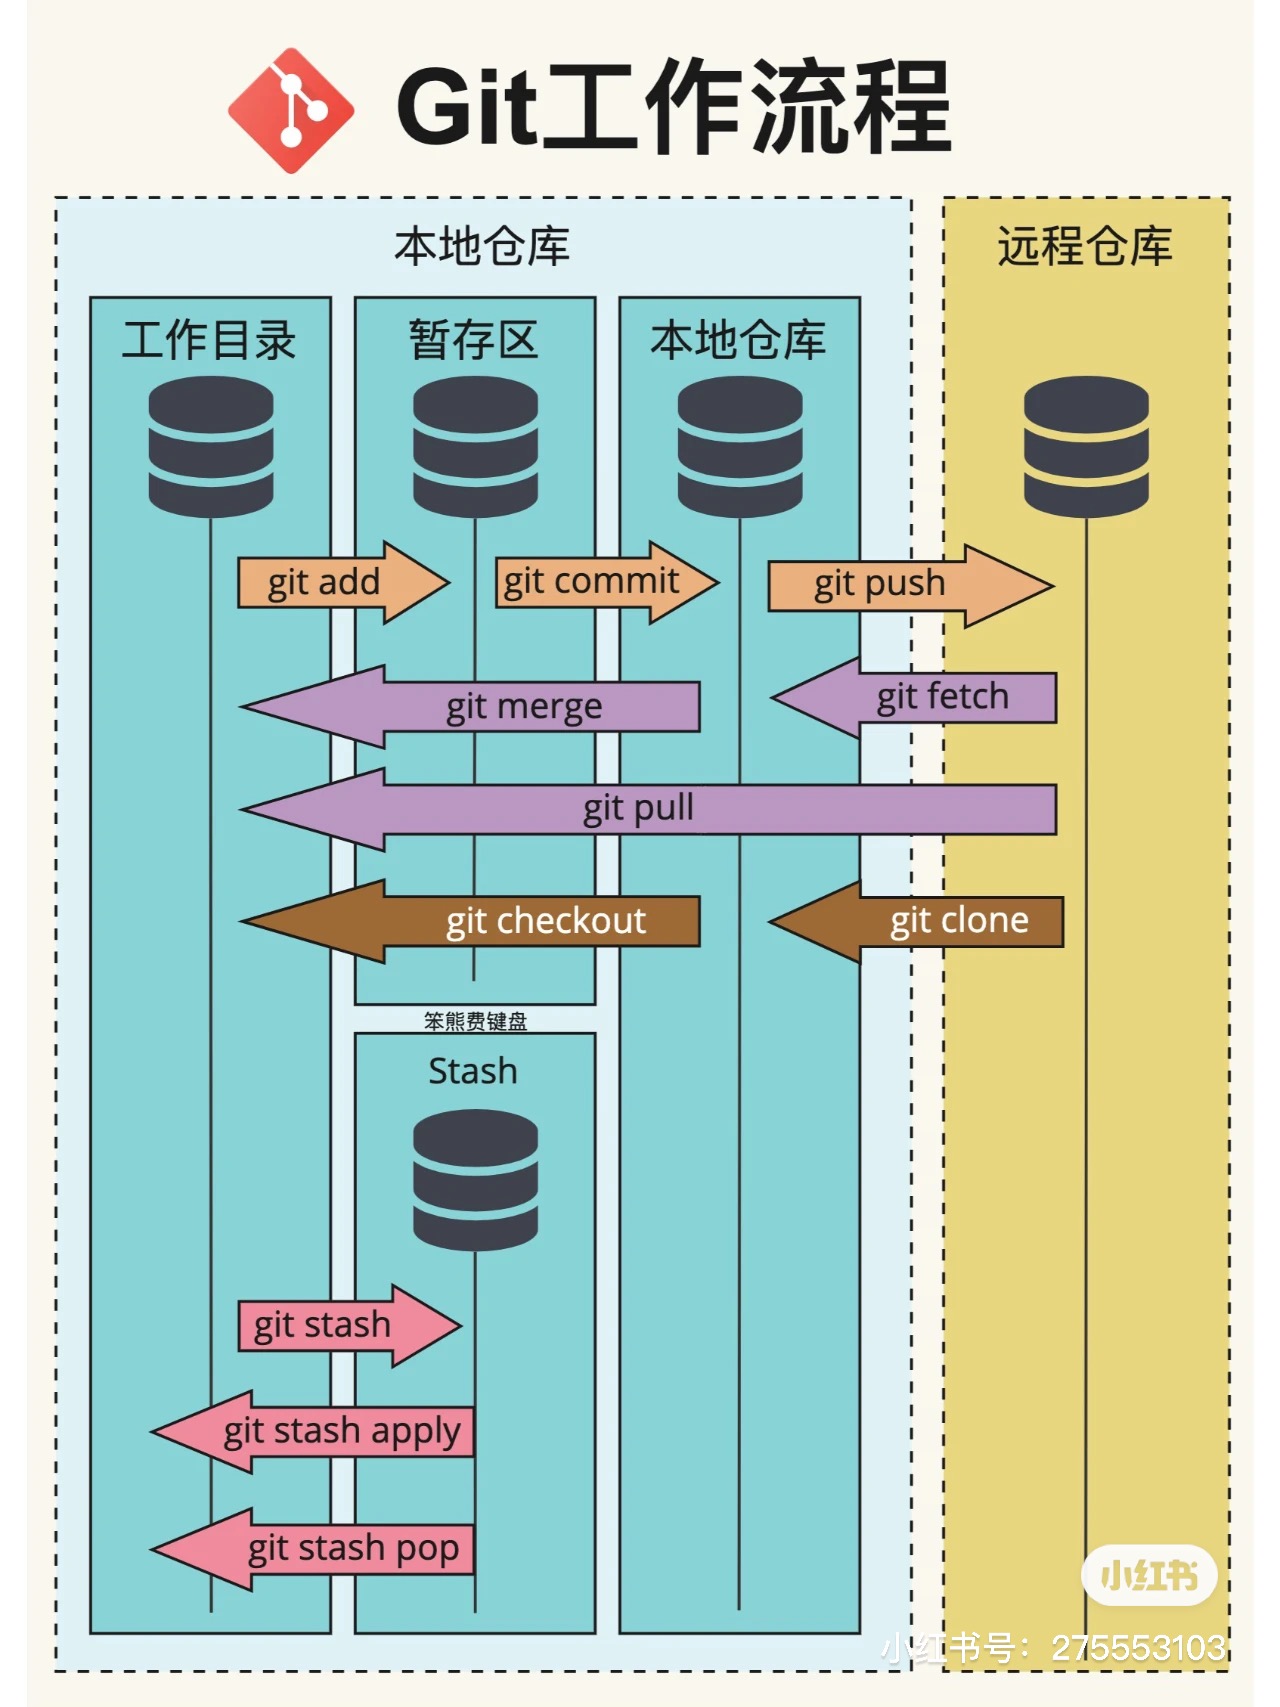 Git工作流程
本地仓库
远程仓库
工作目录
暂存区
本地仓库
git add
git commit
git push
git merge
git fetch
git pull
git checkout
git clone
笨熊费键盘
Stash
git stash
git stash apply
git stash pop
小红书
小红书号：275553103